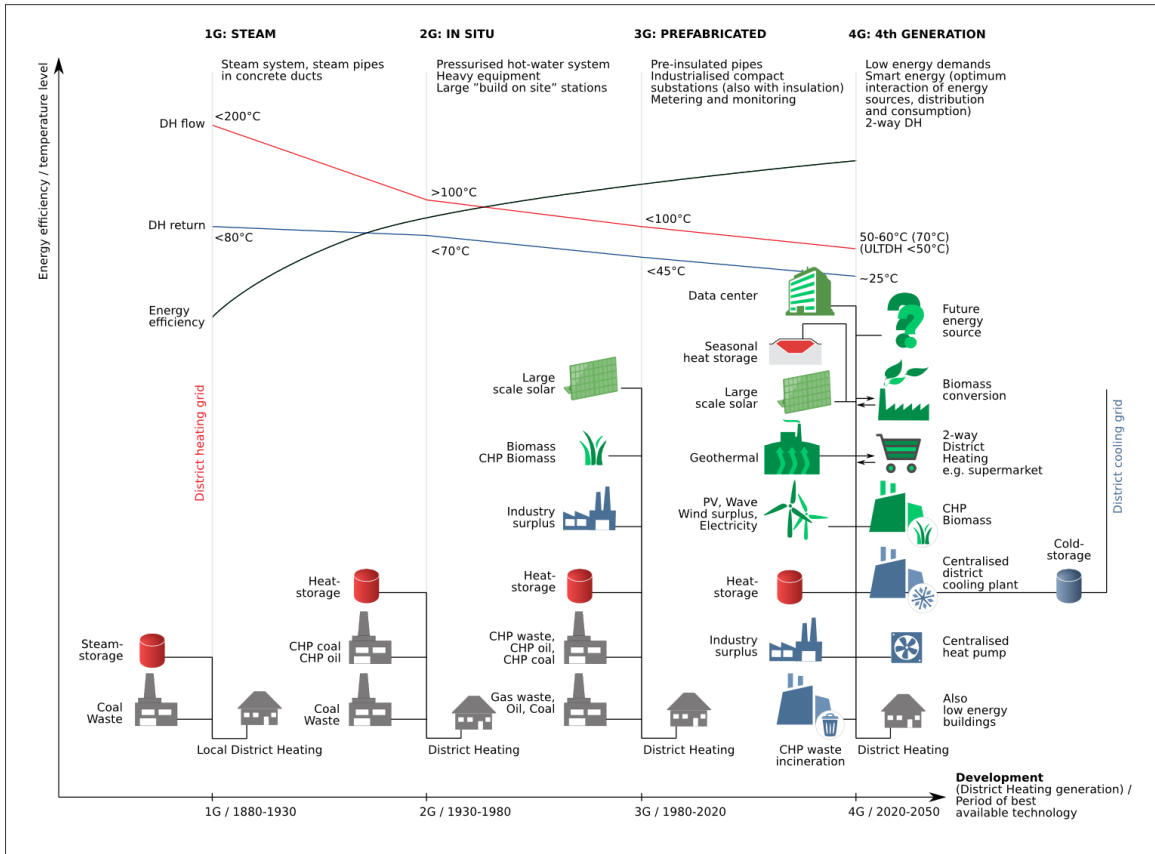 1G: STEAM
2G: IN SITU
3G: PREFABRICATED
4G: 4th GENERATION
Steam system, steam pipes
in concrete ducts
Pressurised hot-water system
Heavy equipment
Large "build on site" stations
Pre-insulated pipes
Industrialised compact
substations (also with insulation)
Metering and monitoring
Low energy demands
Smart energy (optimum
interaction of energy
sources, distribution
and consumption)
2-way DH
Energy efficiency / temperature level
DH flow
<200°C
>100°C
<100°C
50-60°C (70°C)
(ULTDH <50°C)
DH return
<80°C
<70°C
<45°C
~25°C
Energy
efficiency
District heating grid
District cooling grid
Data center
Future
energy
source
Seasonal
heat storage
Large
scale solar
Large
scale solar
Biomass
conversion
Biomass
CHP Biomass
Geothermal
2-way
District
Heating
e.g. supermarket
Industry
surplus
PV, Wave
Wind surplus,
Electricity
CHP
Biomass
Heat-
storage
Heat-
storage
Heat-
storage
Centralised
district
cooling plant
Cold-
storage
Steam-
storage
CHP coal
CHP oil
CHP waste,
CHP oil,
CHP coal
Industry
surplus
Centralised
heat pump
Coal
Waste
Coal
Waste
Gas waste,
Oil, Coal
CHP waste
incineration
Also
low energy
buildings
Local District Heating
District Heating
District Heating
District Heating
1G / 1880-1930
2G / 1930-1980
3G / 1980-2020
4G / 2020-2050
Development
(District Heating generation) /
Period of best
available technology